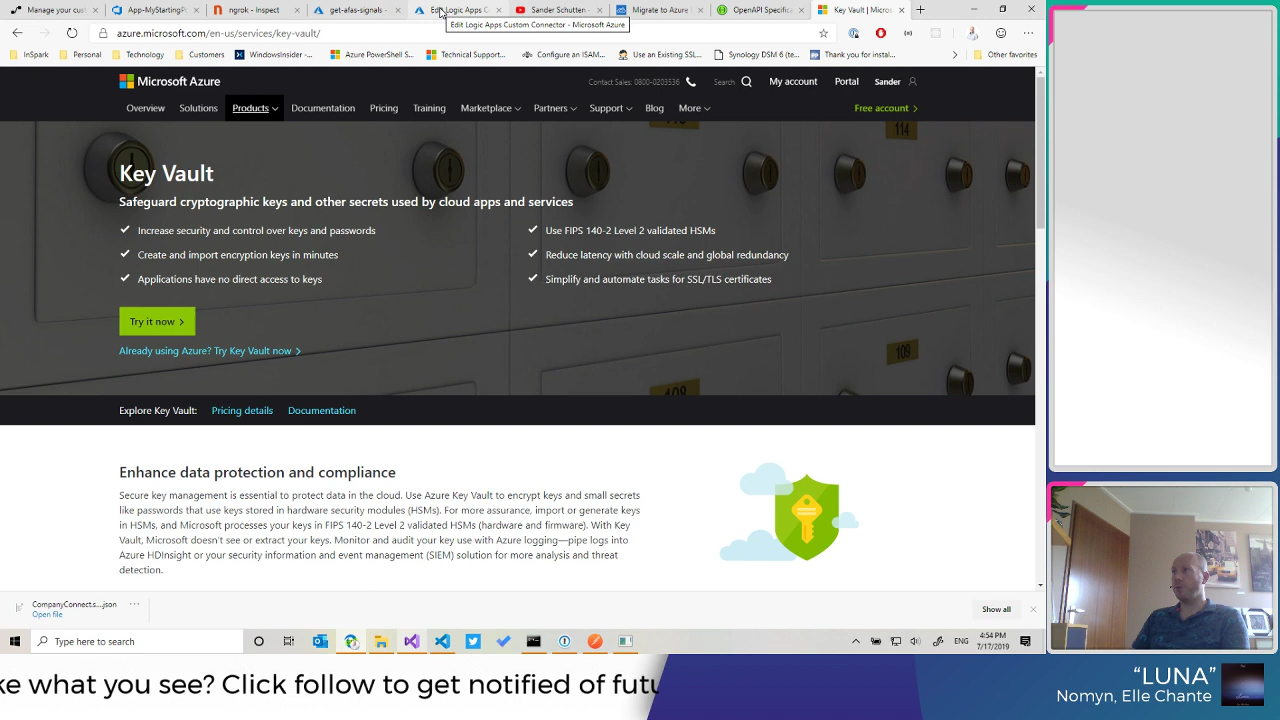 Manage your cus
App-MyStartingP
ngrok - Inspect
get-afas-signals -
Edit Logic Apps C
Sander Schutten -
Migrate to Azure
OpenAPI Specifica
Key Vault | Micros
Edit Logic Apps Custom Connector - Microsoft Azure
azure.microsoft.com/en-us/services/key-vault/
InSpark
Personal
Technology
Customers
WindowsInsider -
Azure PowerShell S...
Technical Support...
Configure an ISAM...
Use an Existing SSL...
Synology DSM 6 (te...
Thank you for instal...
Other favorites
Microsoft Azure
Contact Sales: 0800-0203536
Search
My account
Portal
Sander
Overview
Solutions
Products
Documentation
Pricing
Training
Marketplace
Partners
Support
Blog
More
Free account
114
Key Vault
Safeguard cryptographic keys and other secrets used by cloud apps and services
Increase security and control over keys and passwords
Use FIPS 140-2 Level 2 validated HSMs
Create and import encryption keys in minutes
Reduce latency with cloud scale and global redundancy
Applications have no direct access to keys
Simplify and automate tasks for SSL/TLS certificates
Try it now
Already using Azure? Try Key Vault now
109
108
Explore Key Vault:
Pricing details
Documentation
Enhance data protection and compliance
Secure key management is essential to protect data in the cloud. Use Azure Key Vault to encrypt keys and small secrets
like passwords that use keys stored in hardware security modules (HSMs). For more assurance, import or generate keys
in HSMs, and Microsoft processes your keys in FIPS 140-2 Level 2 validated HSMs (hardware and firmware). With Key
Vault, Microsoft doesn't see or extract your keys. Monitor and audit your key use with Azure logging—pipe logs into
Azure HDInsight or your security information and event management (SIEM) solution for more analysis and threat
detection.
CompanyConnect.s....json
Open file
Show all
Type here to search
ENG
4:54 PM
7/17/2019
ke what you see? Click follow to get notified of futu
"LUNA"
Nomyn, Elle Chante